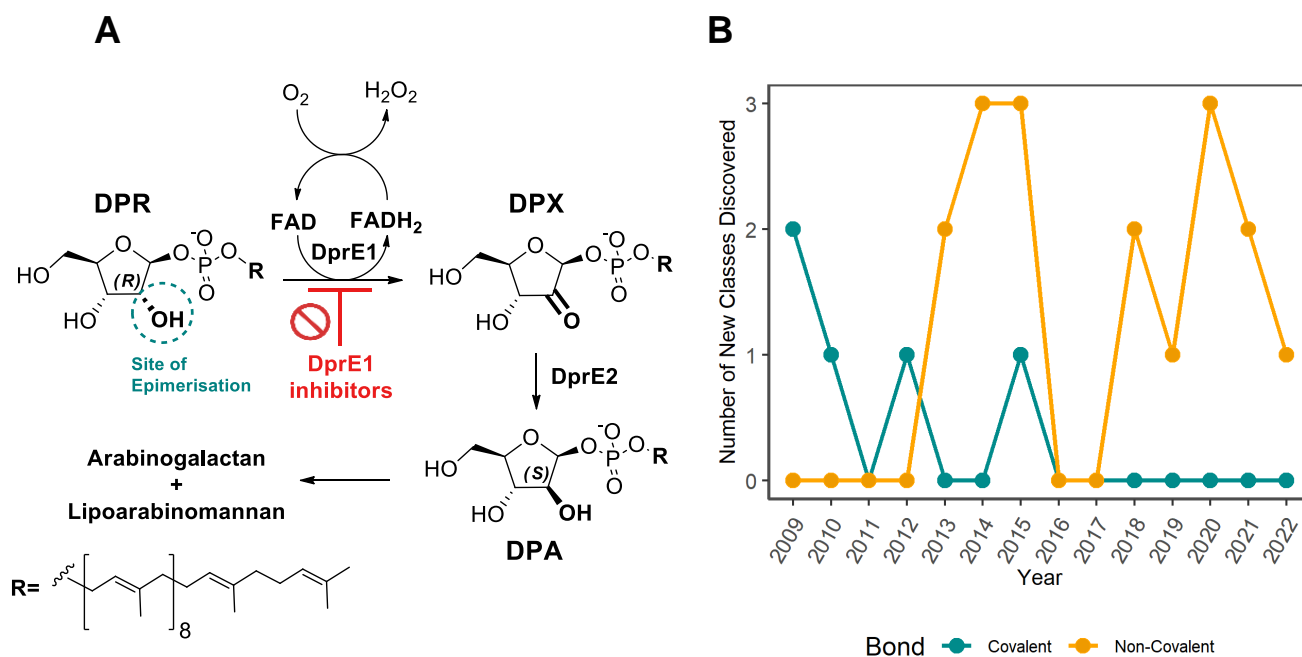 A
O2
H2O2
DPR
FAD
FADH2
DprE1
DPX
O
O
O-
P
O
O
R
HO
(R)
HO
OH
Site of
Epimerisation
DprE1
inhibitors
O
O
O-
P
O
O
R
HO
HO
O
DprE2
O
O
O-
P
O
O
R
HO
(S)
HO
OH
DPA
Arabinogalactan
+
Lipoarabinomannan
R=
8
B
Number of New Classes Discovered
3
2
1
0
2009
2010
2011
2012
2013
2014
2015
2016
2017
2018
2019
2020
2021
2022
Year
Bond
Covalent
Non-Covalent